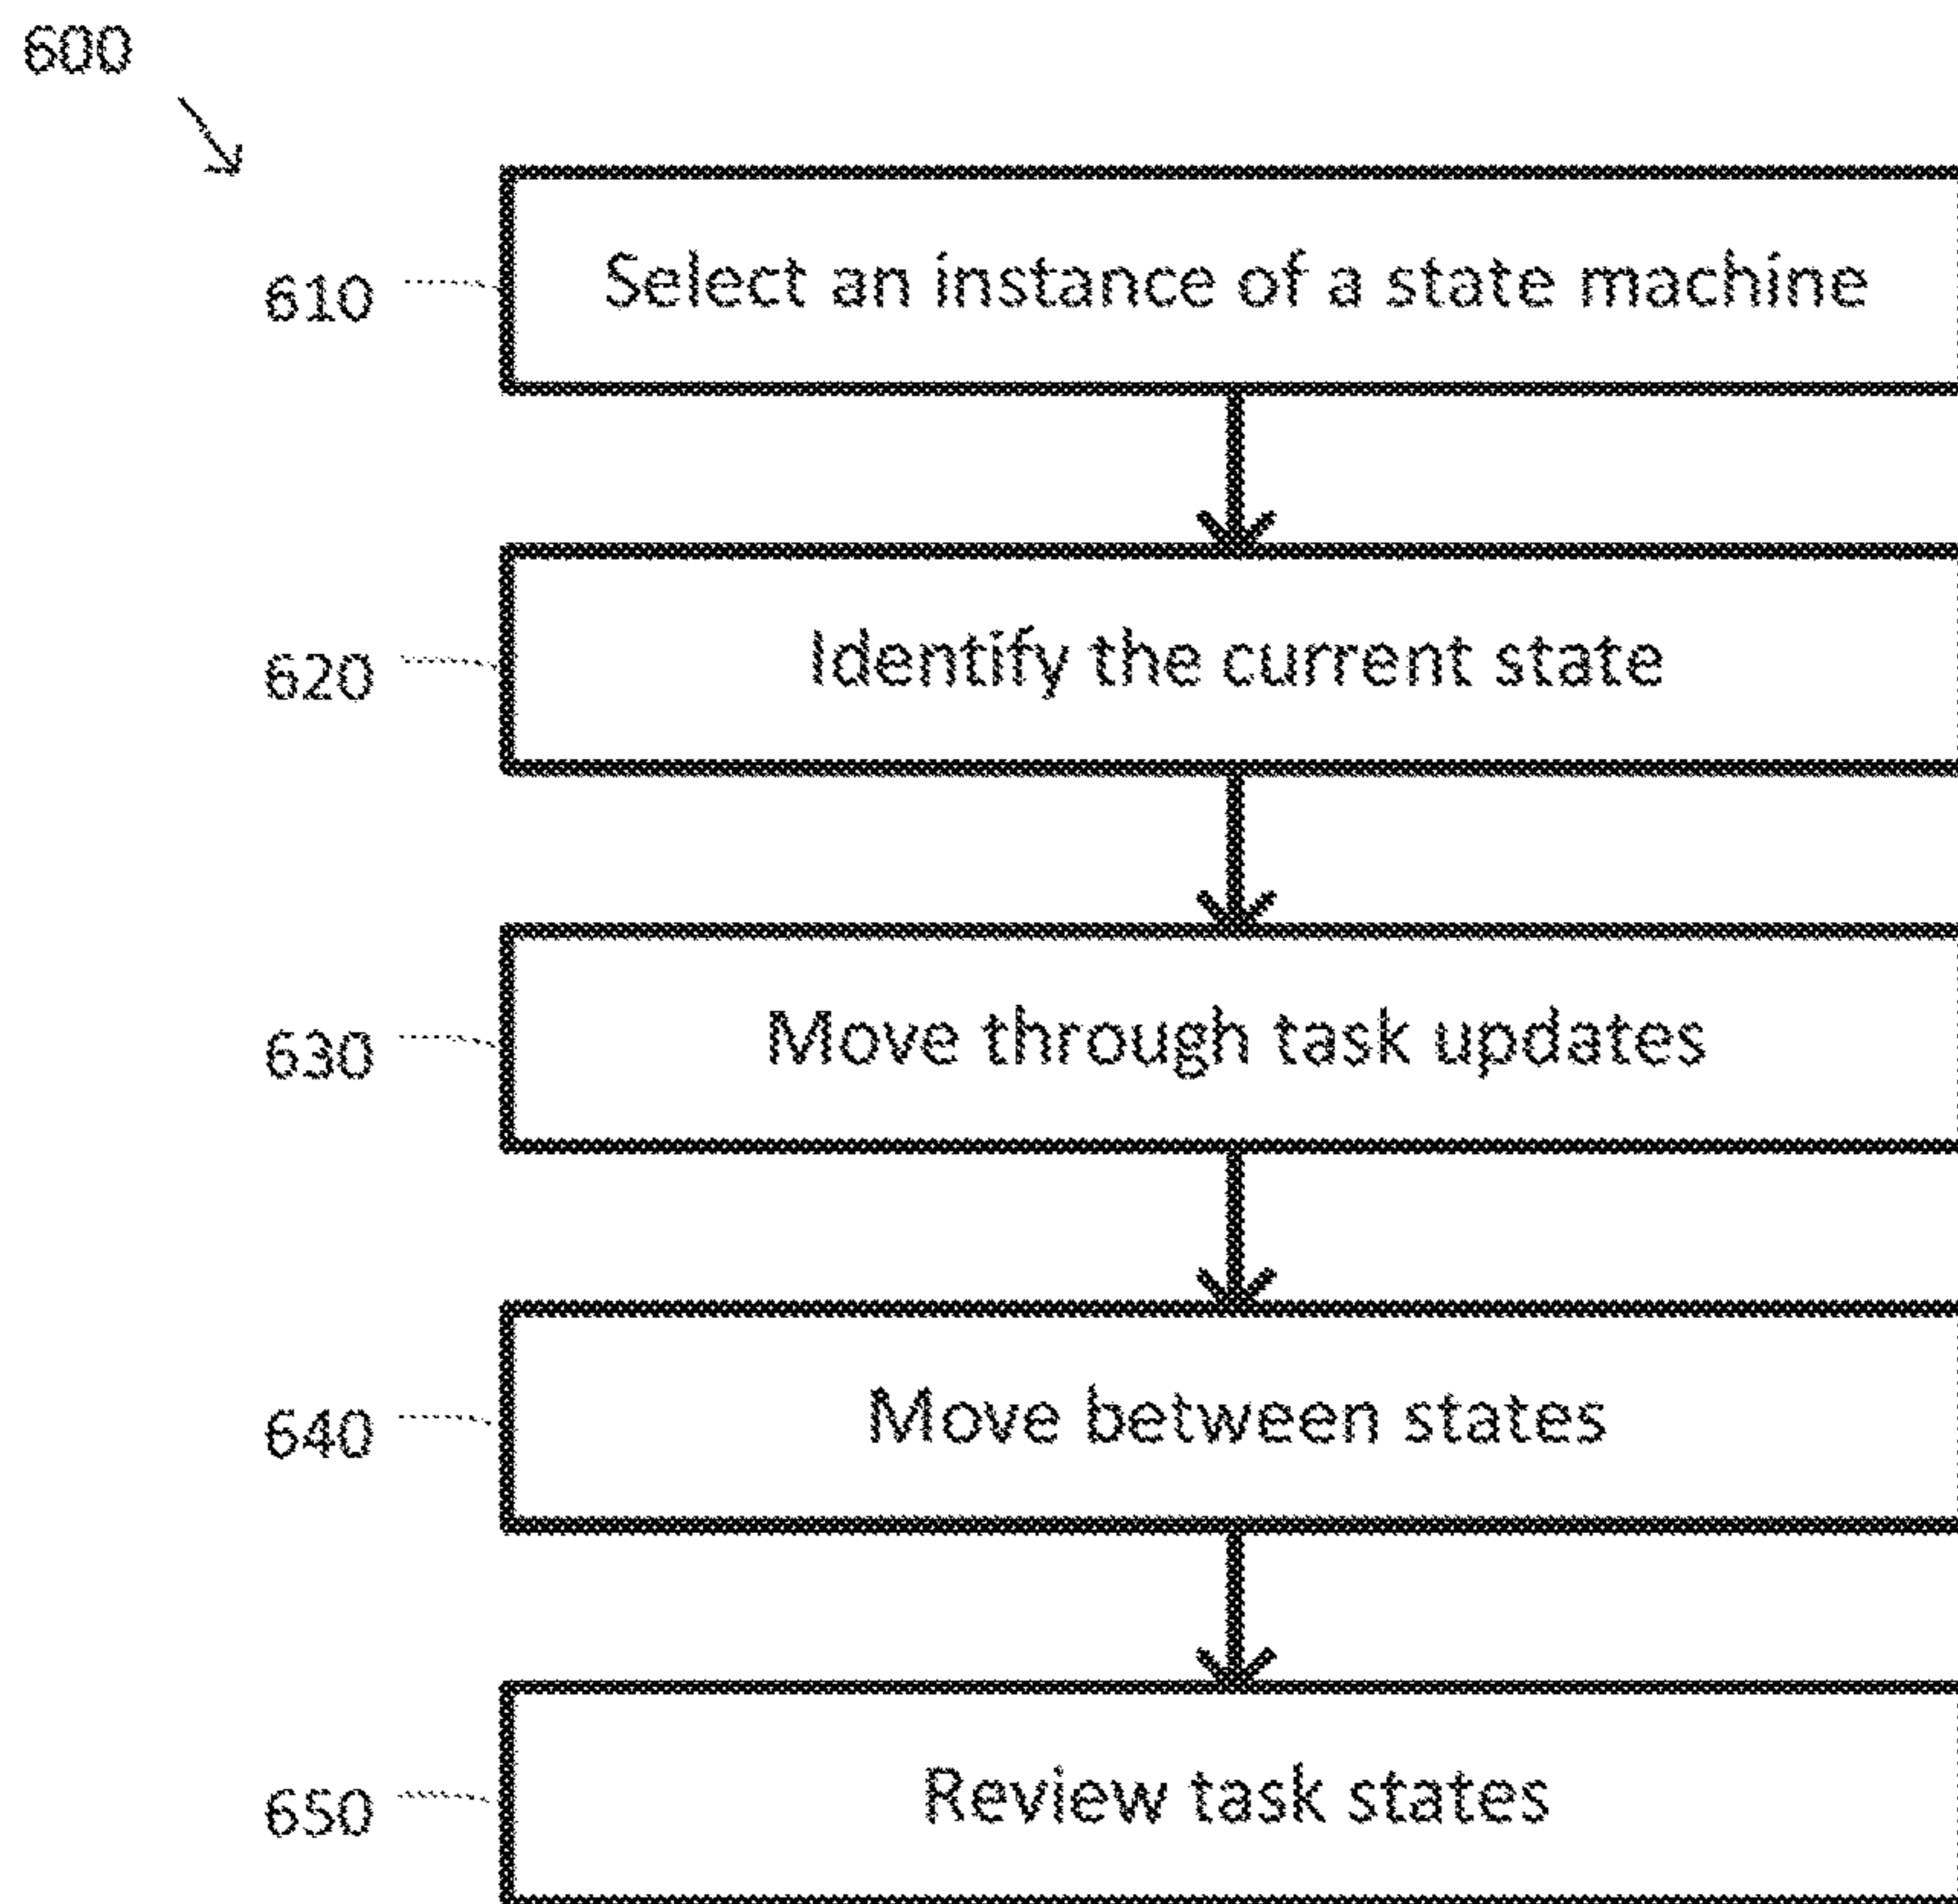 600
610 Select an instance of a state machine
620 Identify the current state
630 Move through task updates
640 Move between states
650 Review task states